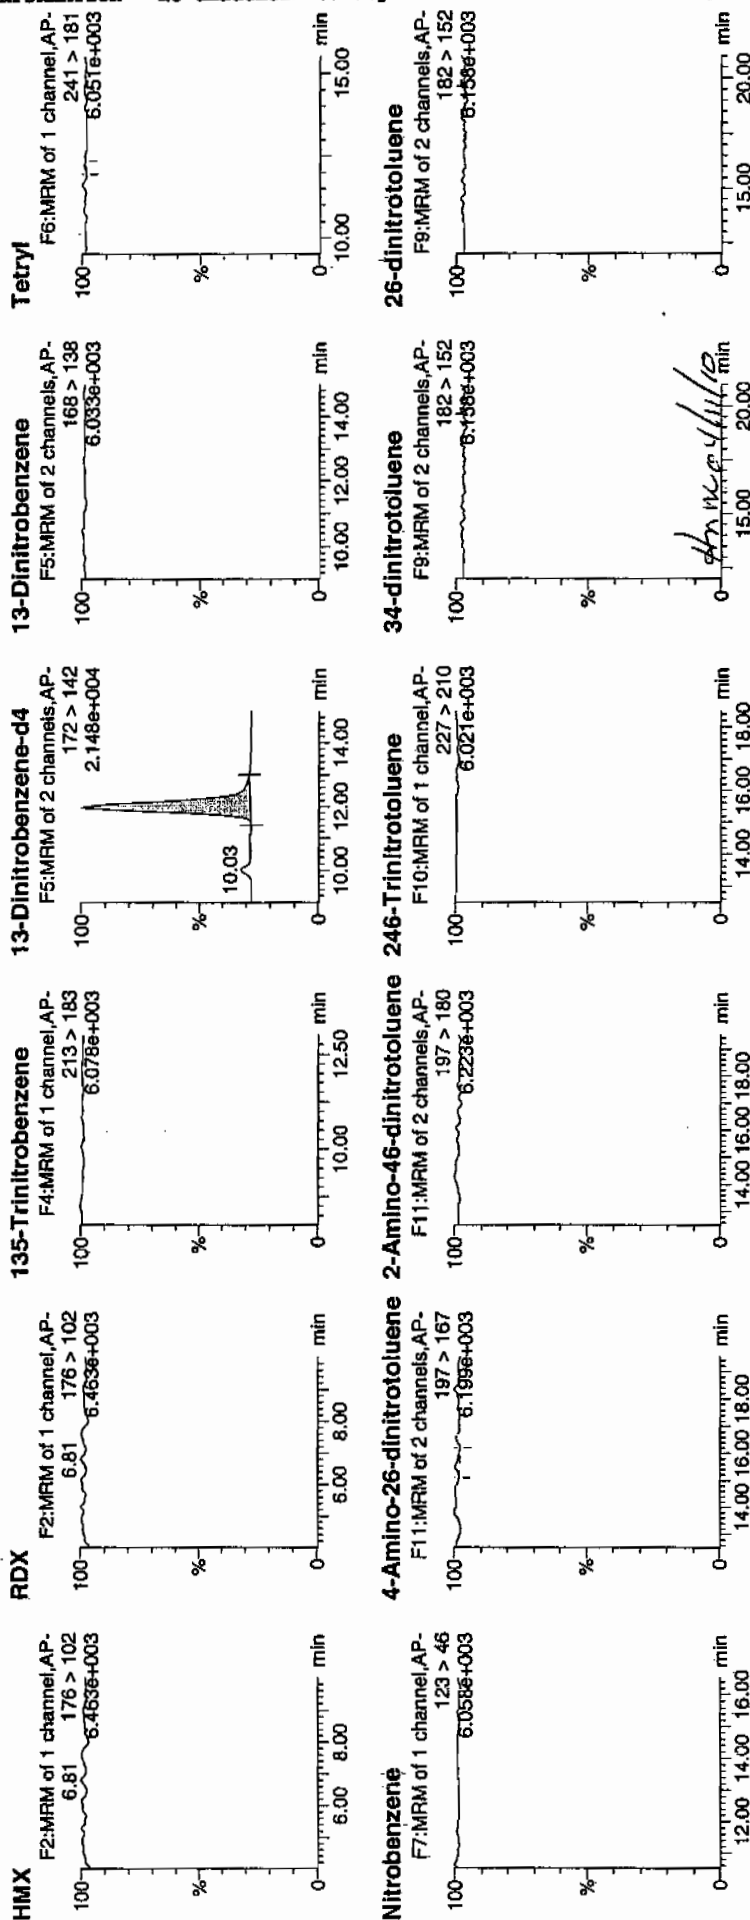 HMX
F2:MRM of 1 channel,AP-
176 > 102
6.463e+003
6.81
100
%
0
6.00 8.00 min
RDX
F2:MRM of 1 channel,AP-
176 > 102
6.463e+003
6.81
100
%
0
6.00 8.00 min
135-Trinitrobenzene
F4:MRM of 1 channel,AP-
213 > 183
6.078e+003
100
%
0
10.00 12.50 min
13-Dinitrobenzene-d4
F5:MRM of 2 channels,AP-
172 > 142
2.148e+004
10.03
100
%
0
10.00 12.00 14.00 min
13-Dinitrobenzene
F5:MRM of 2 channels,AP-
168 > 138
6.033e+003
100
%
0
10.00 12.00 14.00 min
Tetryl
F6:MRM of 1 channel,AP-
241 > 181
6.051e+003
100
%
0
10.00 15.00 min
Nitrobenzene
F7:MRM of 1 channel,AP-
123 > 46
6.058e+003
100
%
0
12.00 14.00 16.00 min
4-Amino-26-dinitrotoluene
F11:MRM of 2 channels,AP-
197 > 167
6.199e+003
100
%
0
14.00 16.00 18.00 min
2-Amino-46-dinitrotoluene
F11:MRM of 2 channels,AP-
197 > 180
6.223e+003
100
%
0
14.00 16.00 18.00 min
246-Trinitrotoluene
F10:MRM of 1 channel,AP-
227 > 210
6.021e+003
100
%
0
14.00 16.00 18.00 min
34-dinitrotoluene
F9:MRM of 2 channels,AP-
182 > 152
6.158e+003
100
%
0
15.00 20.00 min
26-dinitrotoluene
F9:MRM of 2 channels,AP-
182 > 152
6.158e+003
100
%
0
15.00 20.00 min